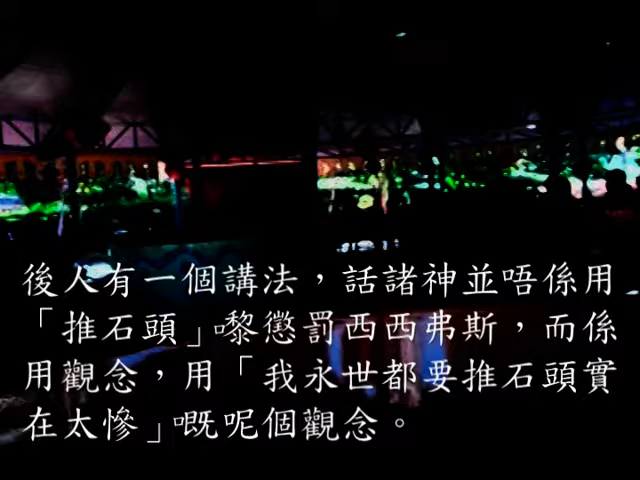 後人有一個講法，話諸神並唔係用
「推石頭」嚟懲罰西西弗斯，而係
用觀念，用「我永世都要推石頭實
在太慘」嘅呢個觀念。